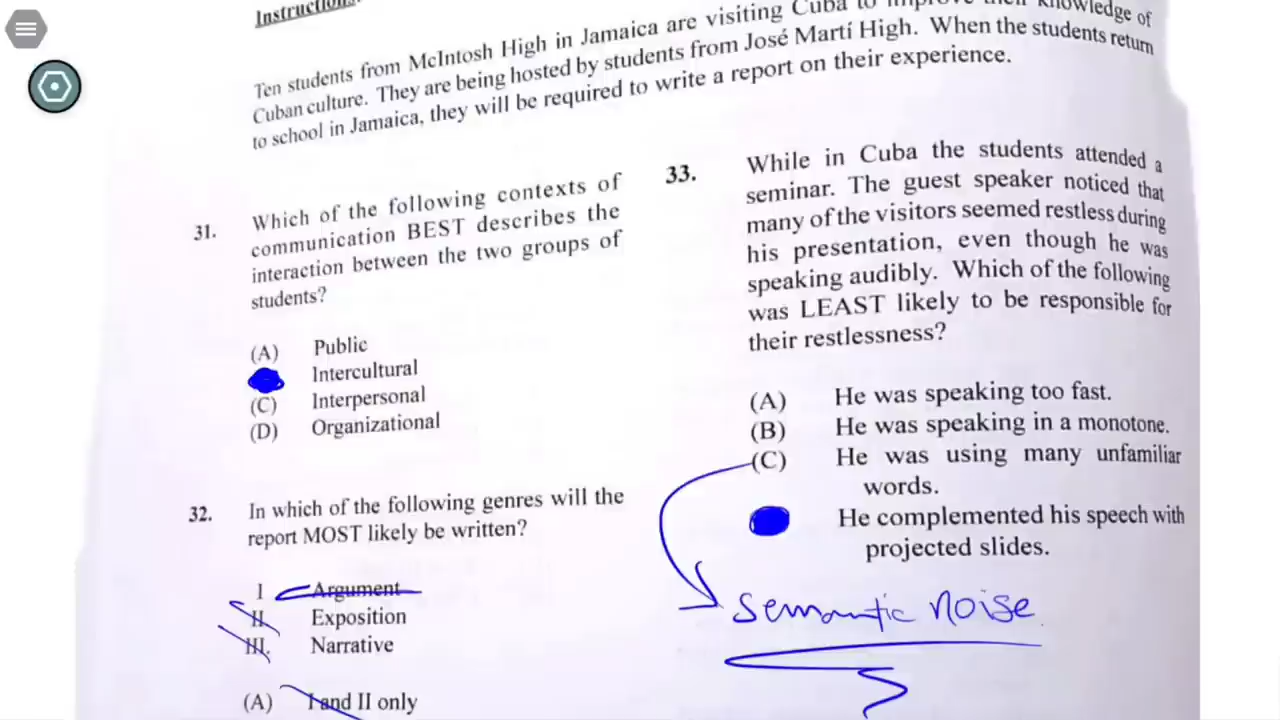 Instructions:
Ten students from McIntosh High in Jamaica are visiting Cuba to improve their knowledge of
Cuban culture. They are being hosted by students from José Martí High. When the students return
to school in Jamaica, they will be required to write a report on their experience.
31. Which of the following contexts of
communication BEST describes the
interaction between the two groups of
students?
(A) Public
Intercultural
(C) Interpersonal
(D) Organizational
32. In which of the following genres will the
report MOST likely be written?
I Argument
II. Exposition
III. Narrative
(A) I and II only
33. While in Cuba the students attended a
seminar. The guest speaker noticed that
many of the visitors seemed restless during
his presentation, even though he was
speaking audibly. Which of the following
was LEAST likely to be responsible for
their restlessness?
(A) He was speaking too fast.
(B) He was speaking in a monotone.
(C) He was using many unfamiliar
words.
He complemented his speech with
projected slides.
semantic noise